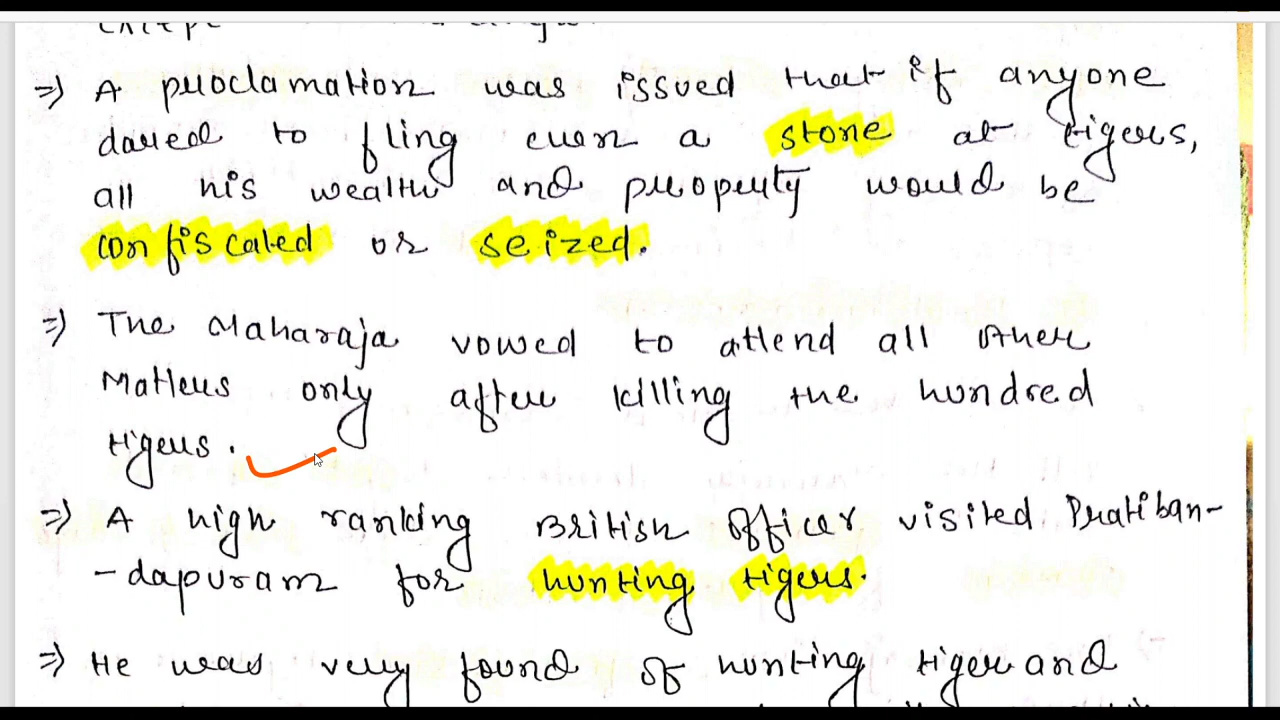 ⇒ A proclamation was issued that if anyone
dared to fling even a stone at tigers,
all his wealth and property would be
confiscated or seized.
⇒ The Maharaja vowed to attend all other
Matters only after killing the hundred
tigers.
⇒ A high ranking British Officer visited Pratiban-
-dapuram for hunting tigers.
⇒ He was very found of hunting tiger and